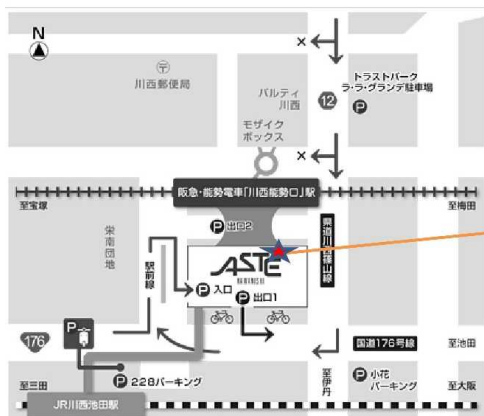 N
川西郵便局
パルティ
川西
12
トラストパーク
ラ・ラ・グランデ駐車場
P
モザイク
ボックス
阪急・能勢電車「川西能勢口」駅
至宝塚
至梅田
P 出口2
栄南団地
駅前線
県道川西篠山線
ASTE
P 入口
P 出口1
176
P
国道176号線
至池田
至三田
P 228パーキング
至伊丹
P 小花
パーキング
至大阪
JR川西池田駅